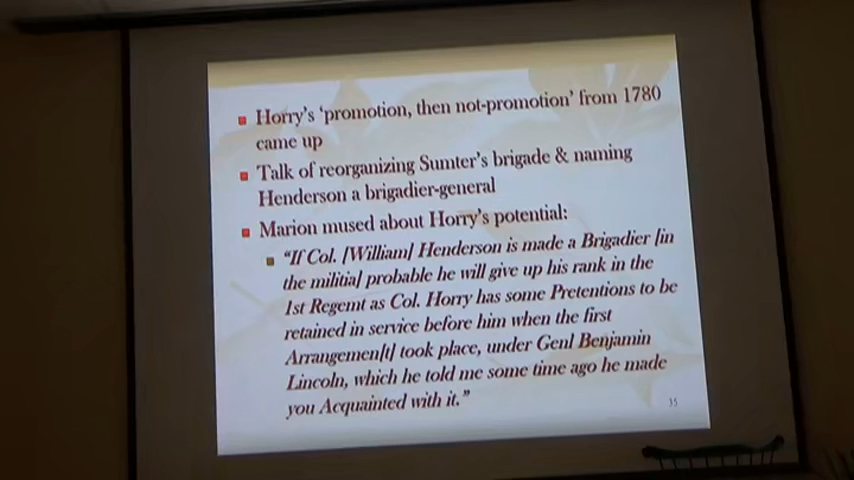 Horry's 'promotion, then not-promotion' from 1780
came up
Talk of reorganizing Sumter's brigade & naming
Henderson a brigadier-general
Marion mused about Horry's potential:
"If Col. [William] Henderson is made a Brigadier [in
the militia] probable he will give up his rank in the
1st Regemt as Col. Horry has some Pretentions to be
retained in service before him when the first
Arrangemen[t] took place, under Genl Benjamin
Lincoln, which he told me some time ago he made
you Acquainted with it."
35